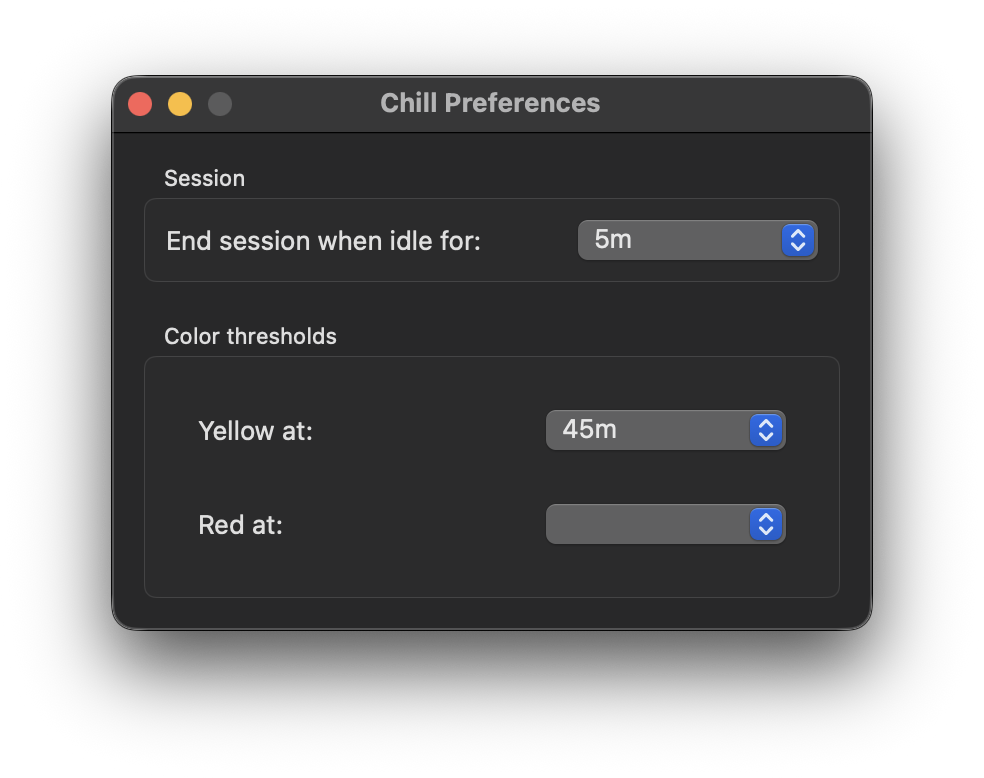 Chill Preferences
Session
End session when idle for: 5m
Color thresholds
Yellow at: 45m
Red at: